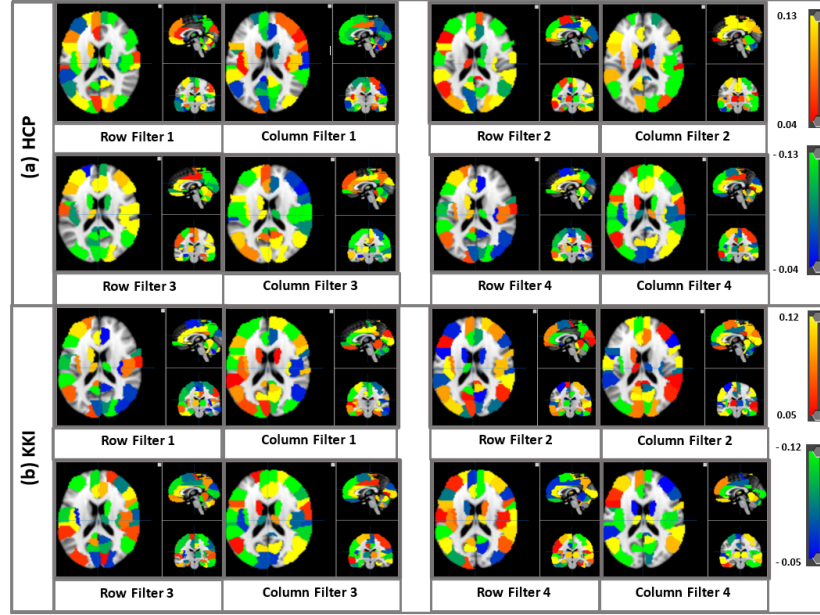 (a) HCP
Row Filter 1
Column Filter 1
Row Filter 2
Column Filter 2
0.13
0.04
- 0.13
- 0.04
Row Filter 3
Column Filter 3
Row Filter 4
Column Filter 4
(b) KKI
Row Filter 1
Column Filter 1
Row Filter 2
Column Filter 2
0.12
0.05
- 0.12
- 0.05
Row Filter 3
Column Filter 3
Row Filter 4
Column Filter 4